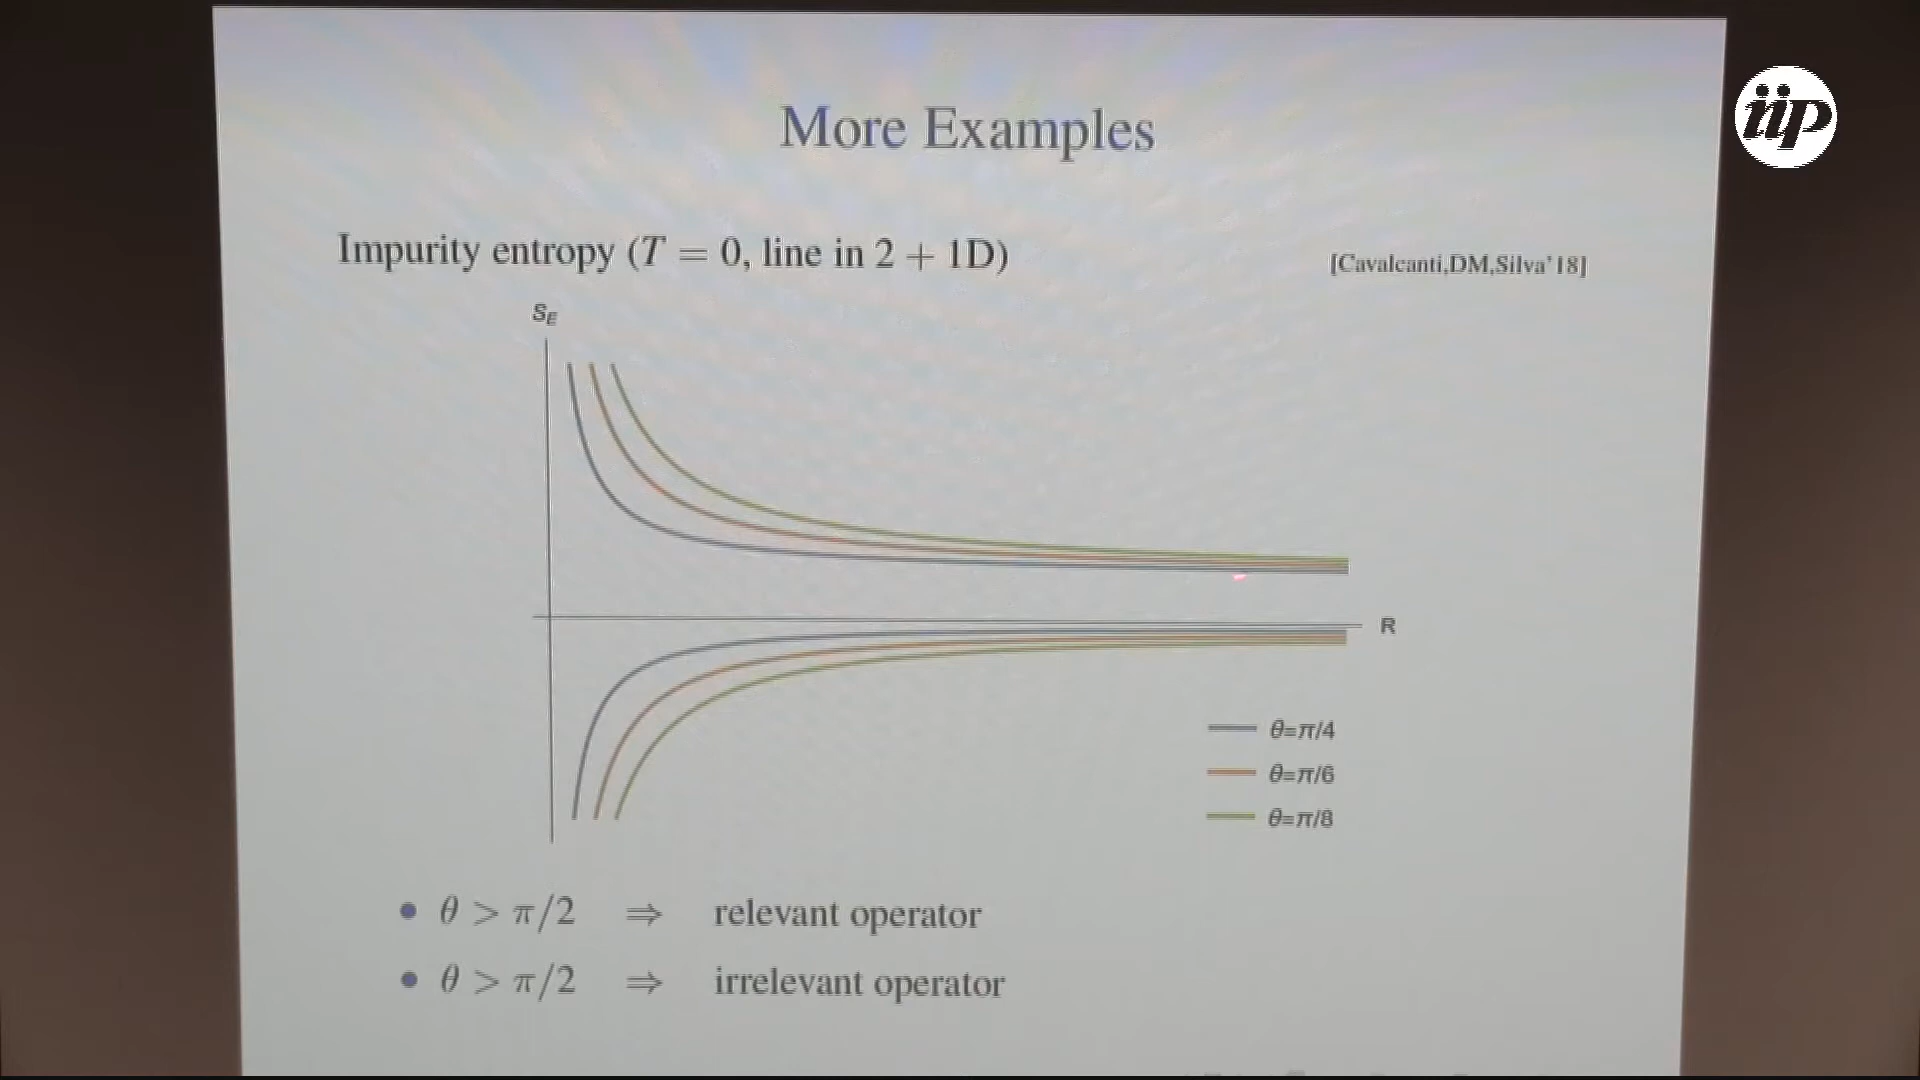 iip
More Examples
Impurity entropy (T = 0, line in 2 + 1D)
[Cavalcanti,DM,Silva'18]
S_E
R
θ=π/4
θ=π/6
θ=π/8
• θ > π/2 ⇒ relevant operator
• θ > π/2 ⇒ irrelevant operator